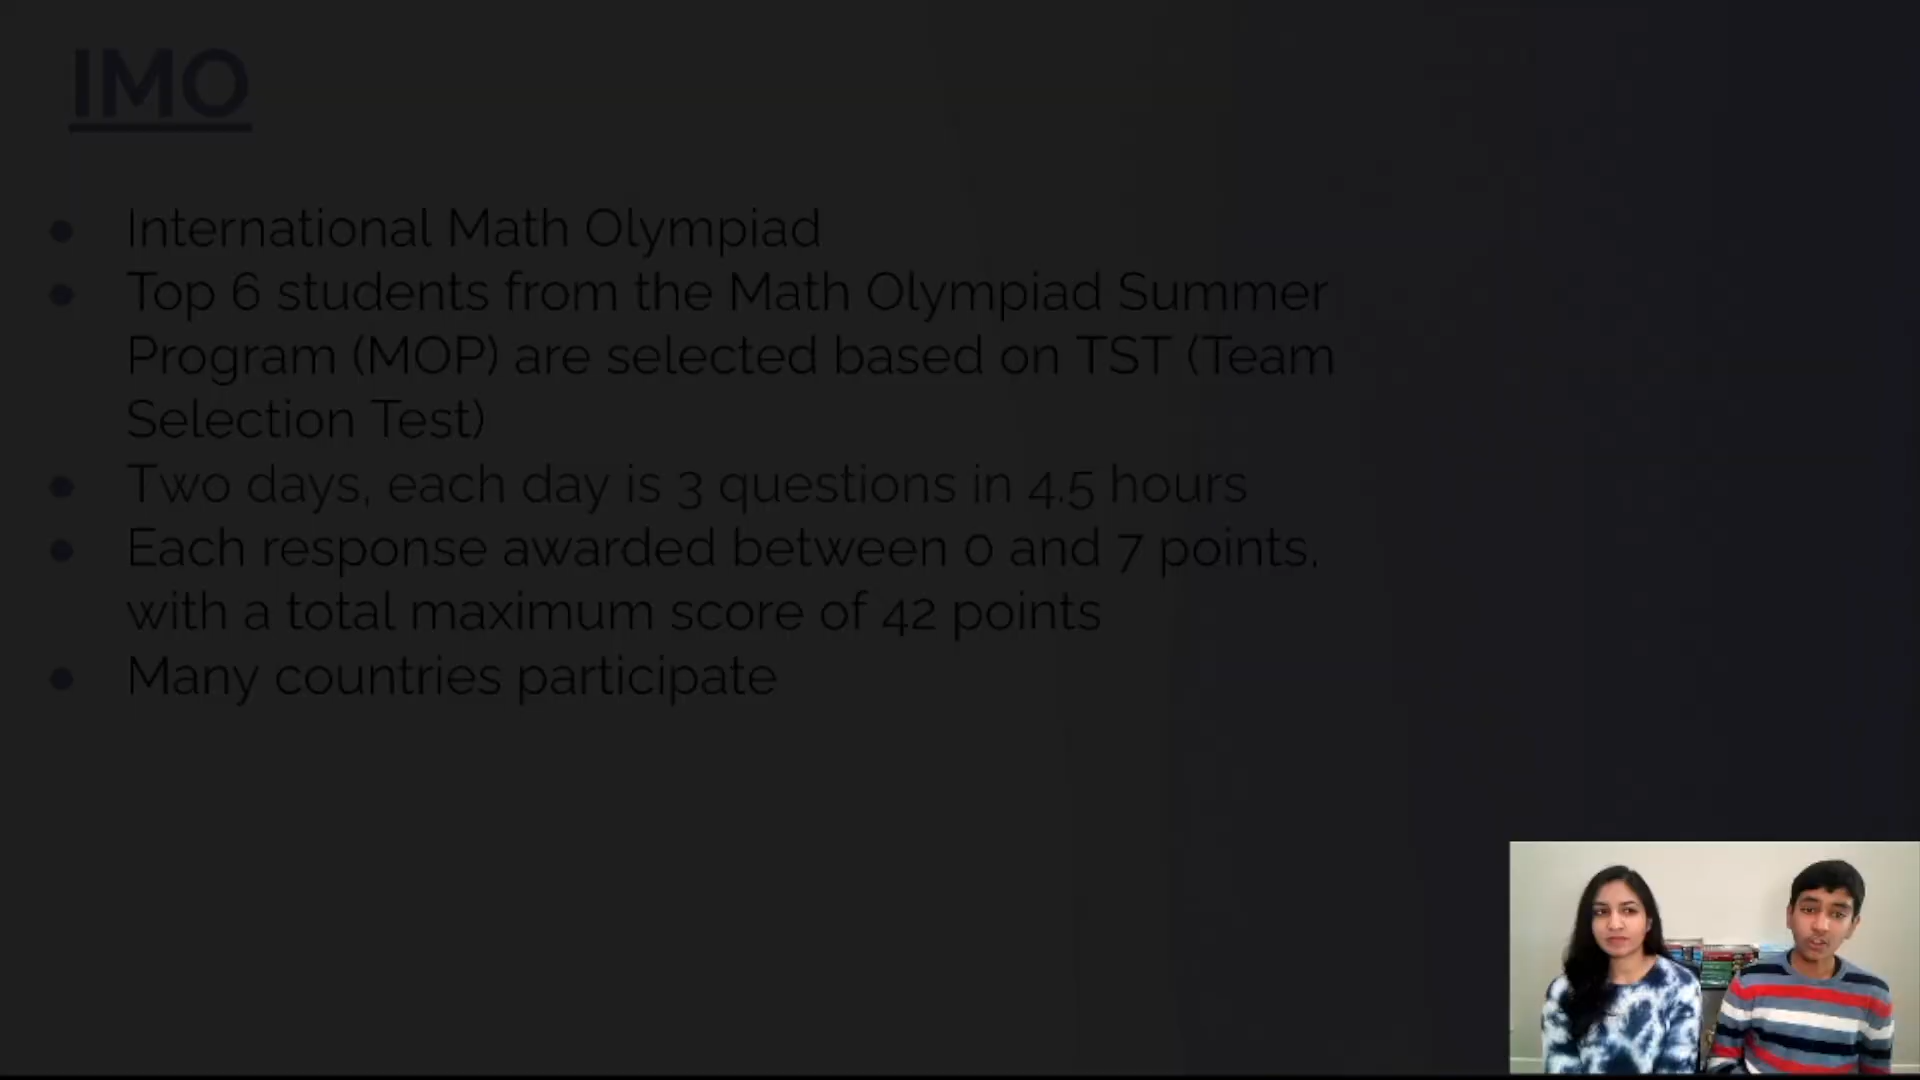 IMO
International Math Olympiad
Top 6 students from the Math Olympiad Summer
Program (MOP) are selected based on TST (Team
Selection Test)
Two days, each day is 3 questions in 4.5 hours
Each response awarded between 0 and 7 points,
with a total maximum score of 42 points
Many countries participate